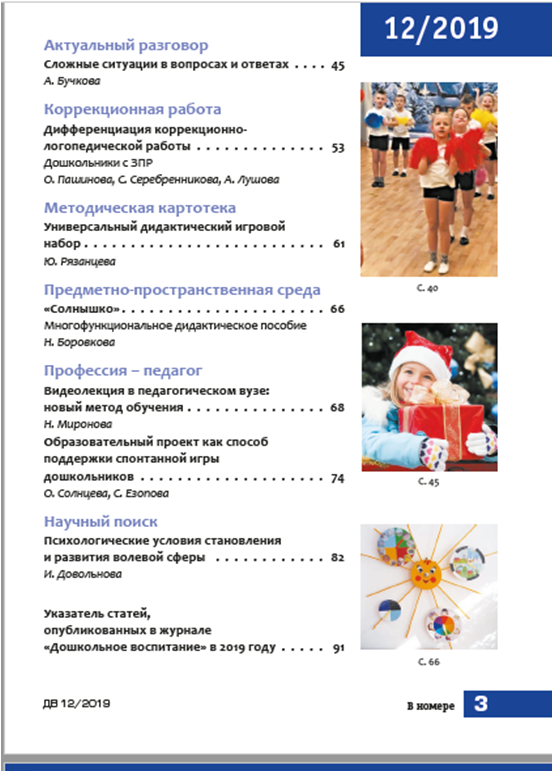 12/2019
Актуальный разговор
Сложные ситуации в вопросах и ответах . . . . 45
А. Бучкова
Коррекционная работа
Дифференциация коррекционно-
логопедической работы . . . . . . . . . . . . . . 53
Дошкольники с ЗПР
О. Пашинова, С. Серебренникова, А. Лушова
Методическая картотека
Универсальный дидактический игровой
набор . . . . . . . . . . . . . . . . . . . . . . . . . . 61
Ю. Рязанцева
Предметно-пространственная среда
«Солнышко» . . . . . . . . . . . . . . . . . . . . . . 66
Многофункциональное дидактическое пособие
Н. Боровкова
Профессия – педагог
Видеолекция в педагогическом вузе:
новый метод обучения . . . . . . . . . . . . . . . 68
Н. Миронова
Образовательный проект как способ
поддержки спонтанной игры
дошкольников . . . . . . . . . . . . . . . . . . . . 74
О. Солнцева, С. Езопова
Научный поиск
Психологические условия становления
и развития волевой сферы . . . . . . . . . . . . 82
И. Довольнова
Указатель статей,
опубликованных в журнале
«Дошкольное воспитание» в 2019 году . . . . . 91
С. 40
С. 45
С. 66
ДВ 12/2019
В номере 3